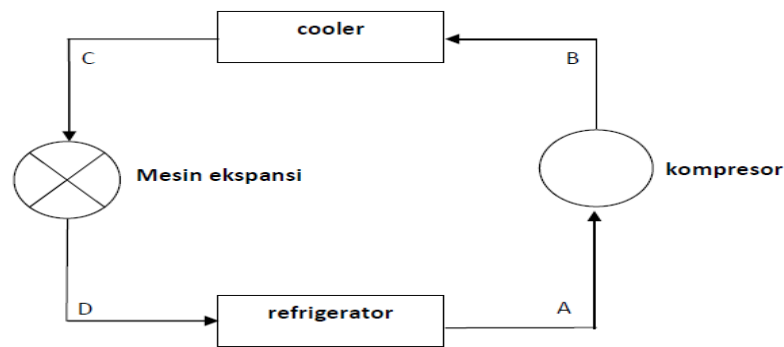 cooler
C
B
Mesin ekspansi
kompresor
D
refrigerator
A